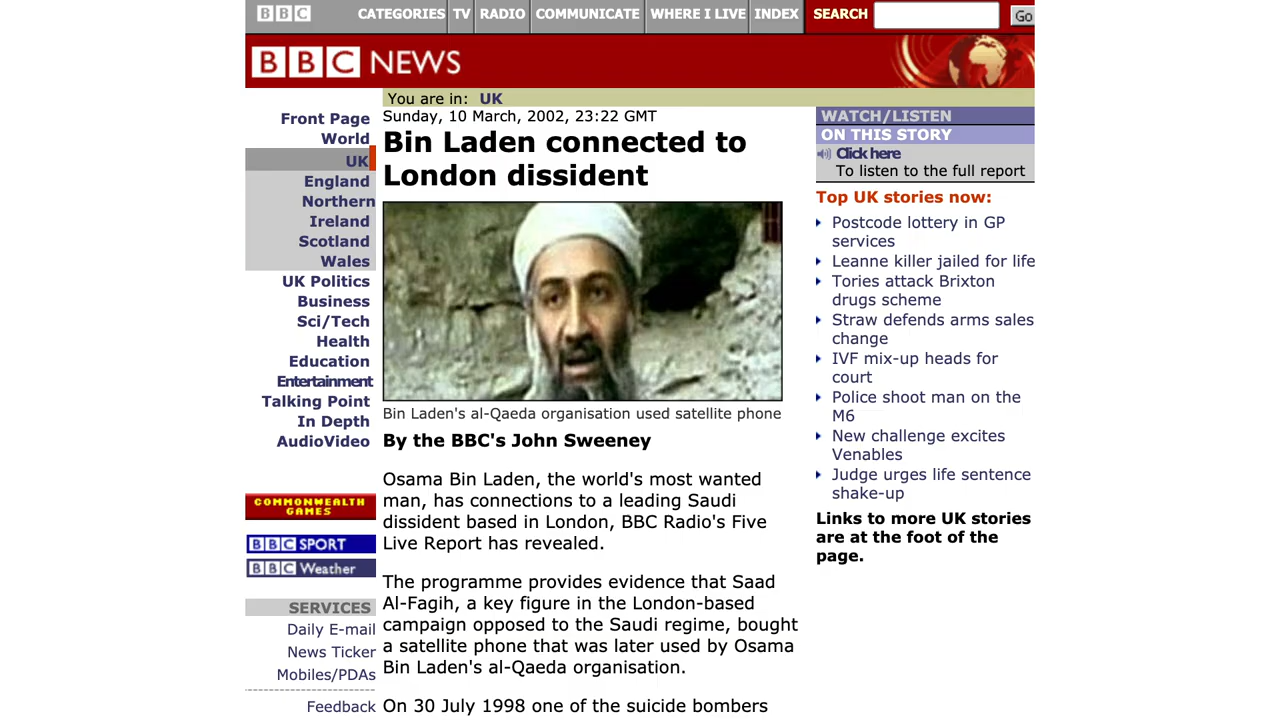 BBC CATEGORIES TV RADIO COMMUNICATE WHERE I LIVE INDEX SEARCH Go
BBC NEWS
You are in: UK
Front Page
World
UK
England
Northern
Ireland
Scotland
Wales
UK Politics
Business
Sci/Tech
Health
Education
Entertainment
Talking Point
In Depth
AudioVideo
COMMONWEALTH
GAMES
BBC SPORT
BBC Weather
SERVICES
Daily E-mail
News Ticker
Mobiles/PDAs
Feedback
Sunday, 10 March, 2002, 23:22 GMT
Bin Laden connected to
London dissident
Bin Laden's al-Qaeda organisation used satellite phone
By the BBC's John Sweeney
Osama Bin Laden, the world's most wanted
man, has connections to a leading Saudi
dissident based in London, BBC Radio's Five
Live Report has revealed.
The programme provides evidence that Saad
Al-Fagih, a key figure in the London-based
campaign opposed to the Saudi regime, bought
a satellite phone that was later used by Osama
Bin Laden's al-Qaeda organisation.
On 30 July 1998 one of the suicide bombers
WATCH/LISTEN
ON THIS STORY
Click here
To listen to the full report
Top UK stories now:
Postcode lottery in GP
services
Leanne killer jailed for life
Tories attack Brixton
drugs scheme
Straw defends arms sales
change
IVF mix-up heads for
court
Police shoot man on the
M6
New challenge excites
Venables
Judge urges life sentence
shake-up
Links to more UK stories
are at the foot of the
page.